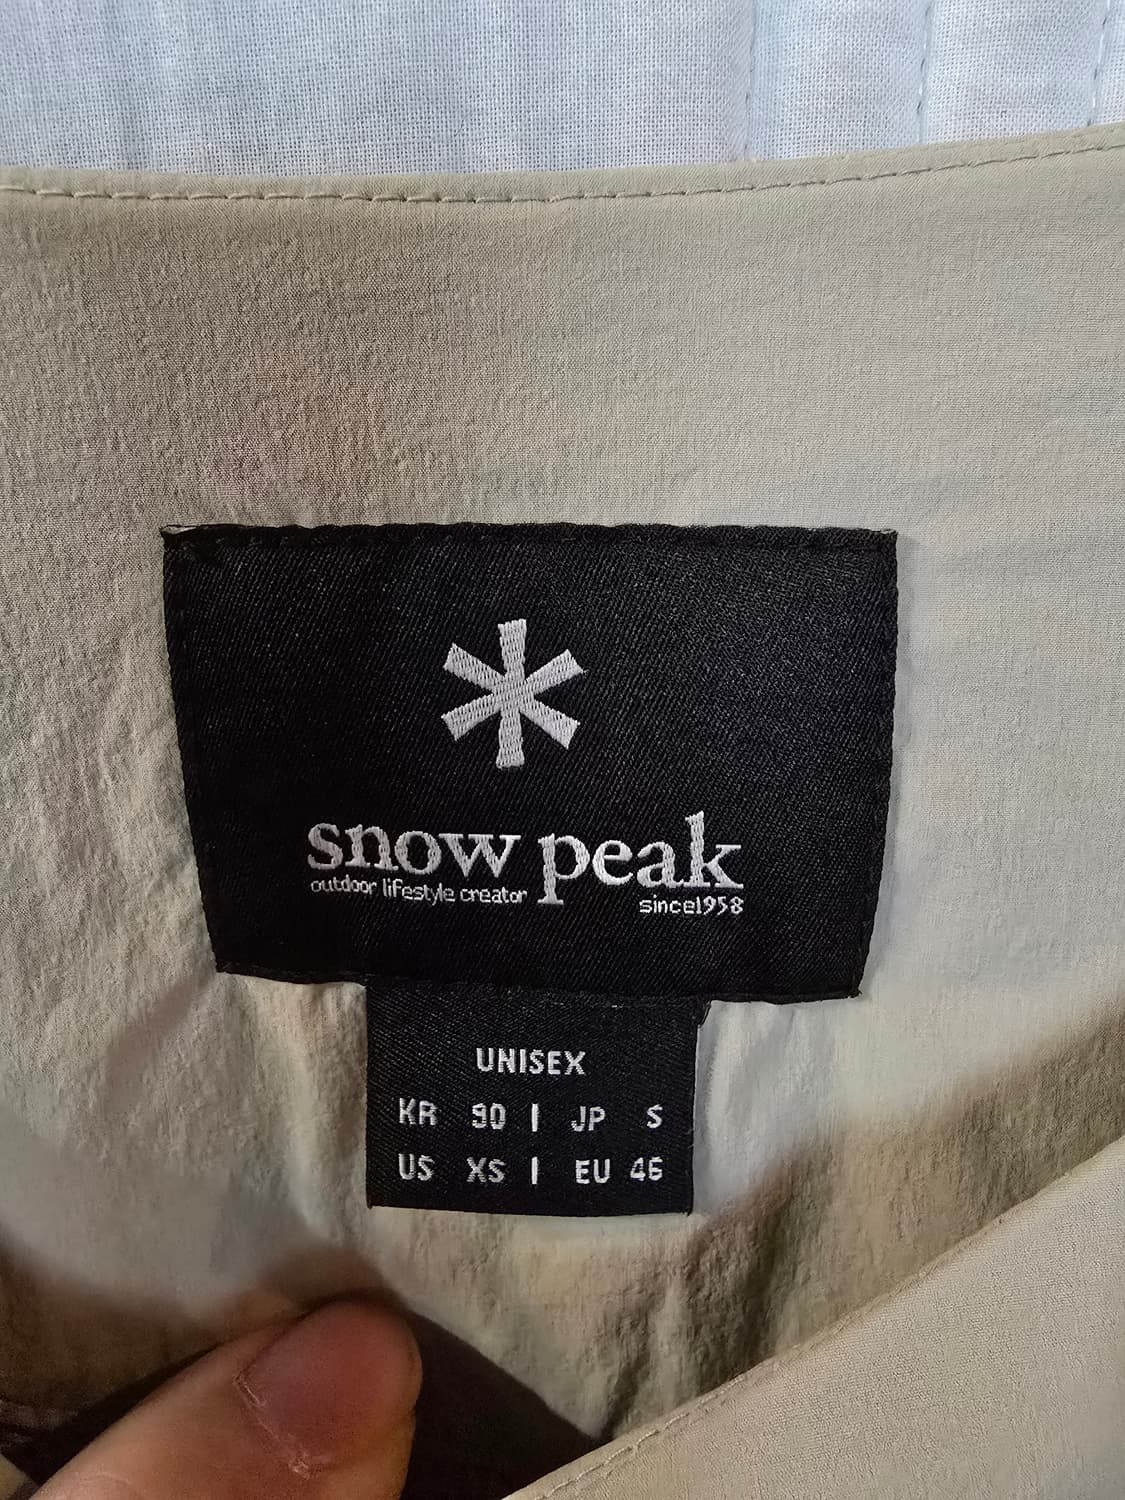 snow peak
outdoor lifestyle creator
since1958
UNISEX
KR 90 | JP S
US XS | EU 46